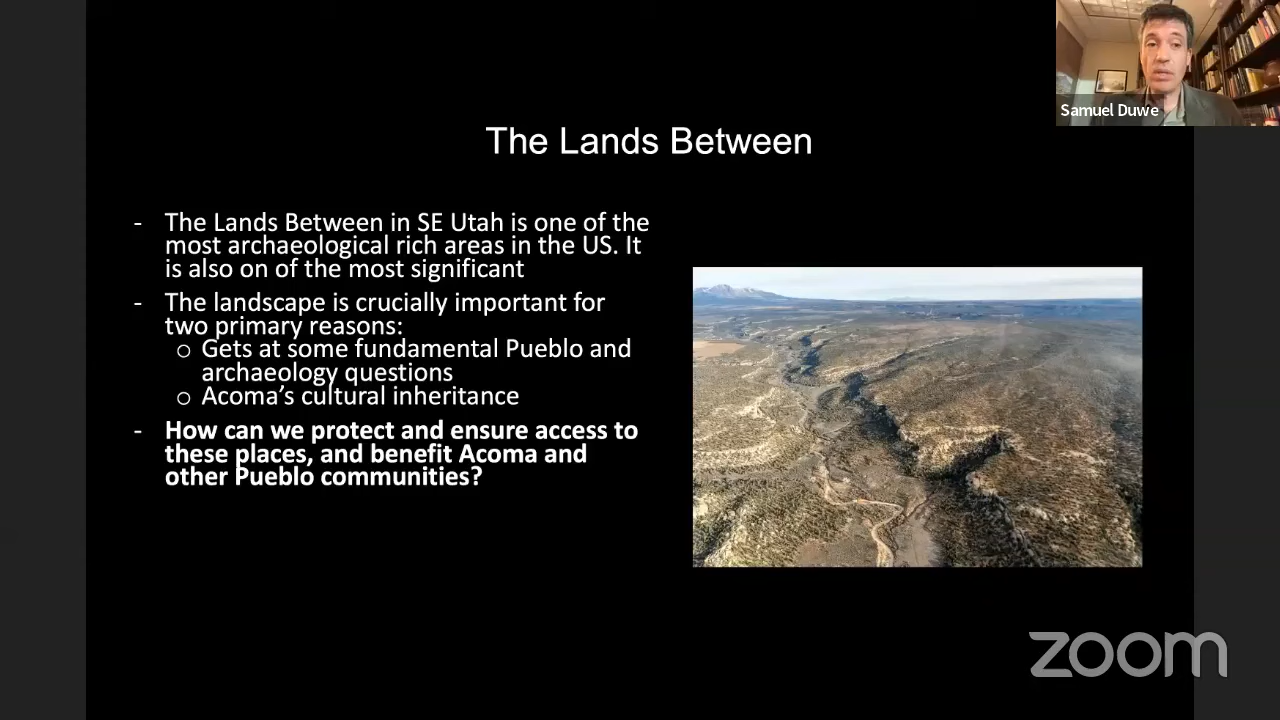 Samuel Duwe
The Lands Between
- The Lands Between in SE Utah is one of the
most archaeological rich areas in the US. It
is also on of the most significant
- The landscape is crucially important for
two primary reasons:
o Gets at some fundamental Pueblo and
archaeology questions
o Acoma's cultural inheritance
- How can we protect and ensure access to
these places, and benefit Acoma and
other Pueblo communities?
zoom